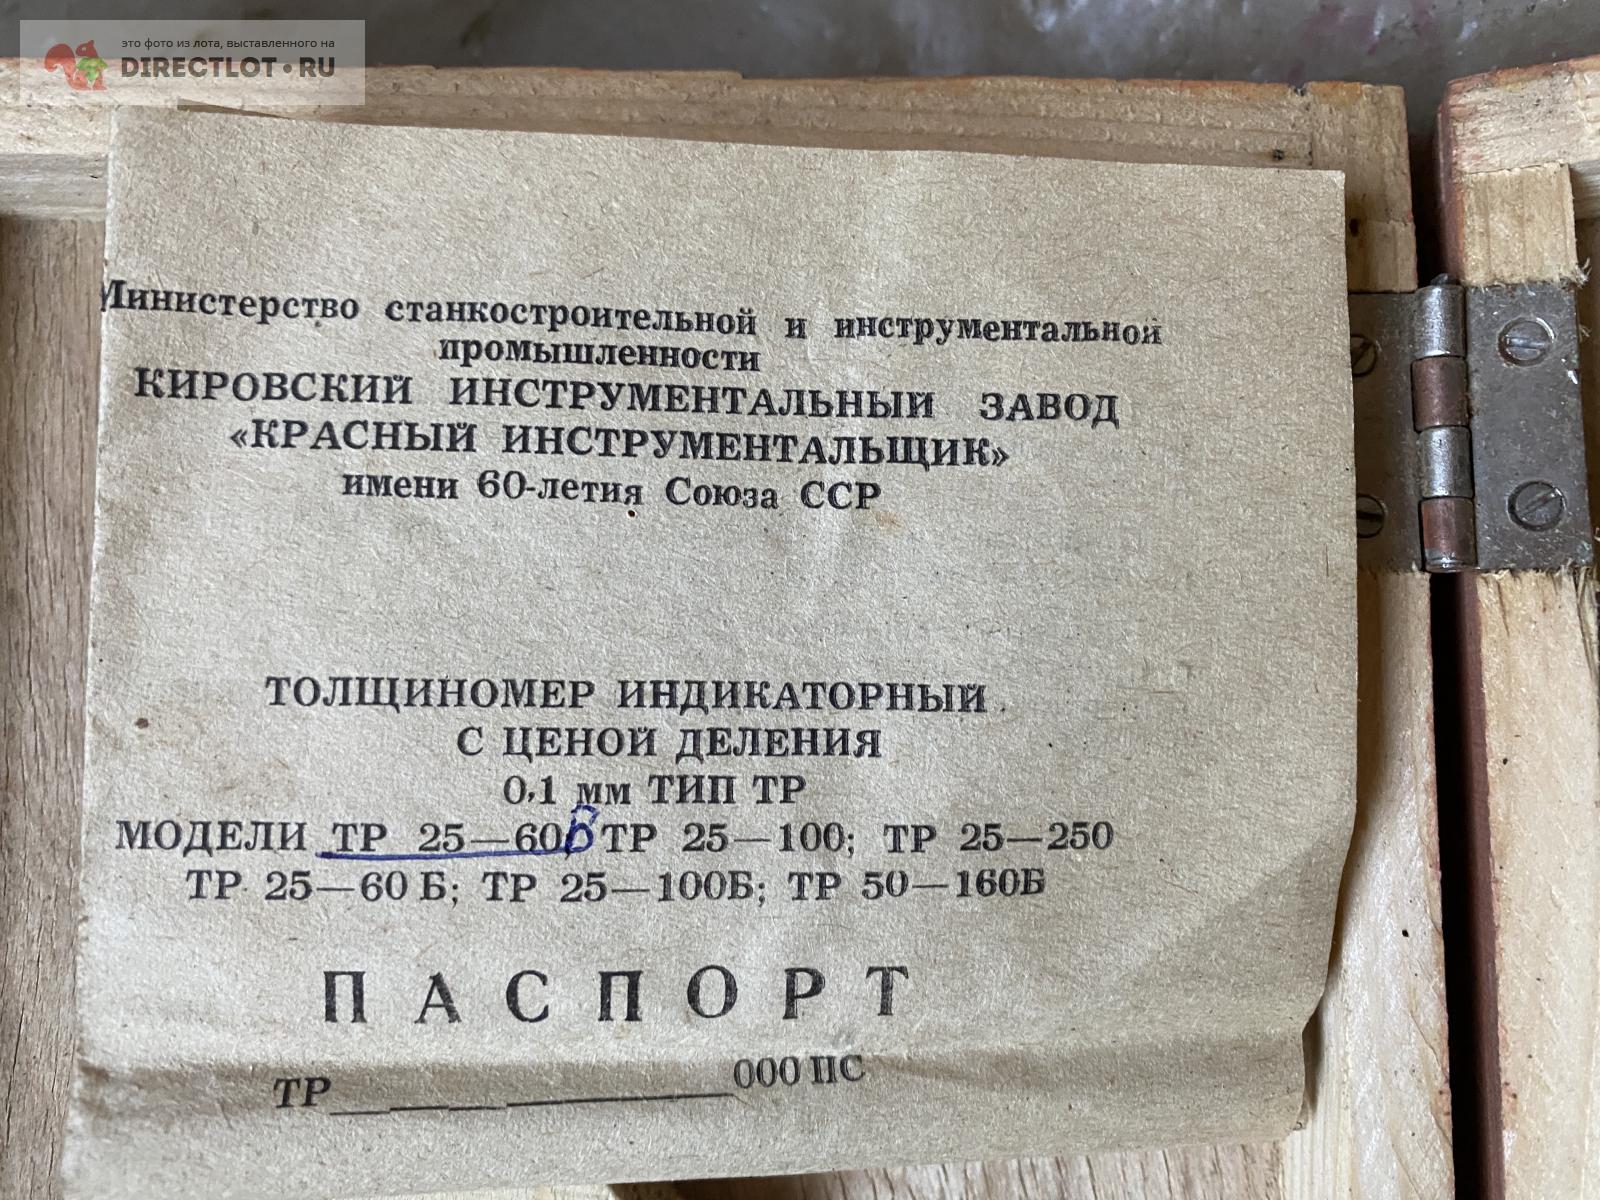 это фото из лота, выставленного на
DIRECTLOT.RU
Министерство станкостроительной и инструментальной
промышленности
КИРОВСКИЙ ИНСТРУМЕНТАЛЬНЫЙ ЗАВОД
«КРАСНЫЙ ИНСТРУМЕНТАЛЬЩИК»
имени 60-летия Союза ССР
ТОЛЩИНОМЕР ИНДИКАТОРНЫЙ
С ЦЕНОЙ ДЕЛЕНИЯ
0,1 мм ТИП ТР
МОДЕЛИ ТР 25—60; ТР 25—100; ТР 25—250
ТР 25—60 Б; ТР 25—100Б; ТР 50—160Б
ПАСПОРТ
ТР 000 ПС